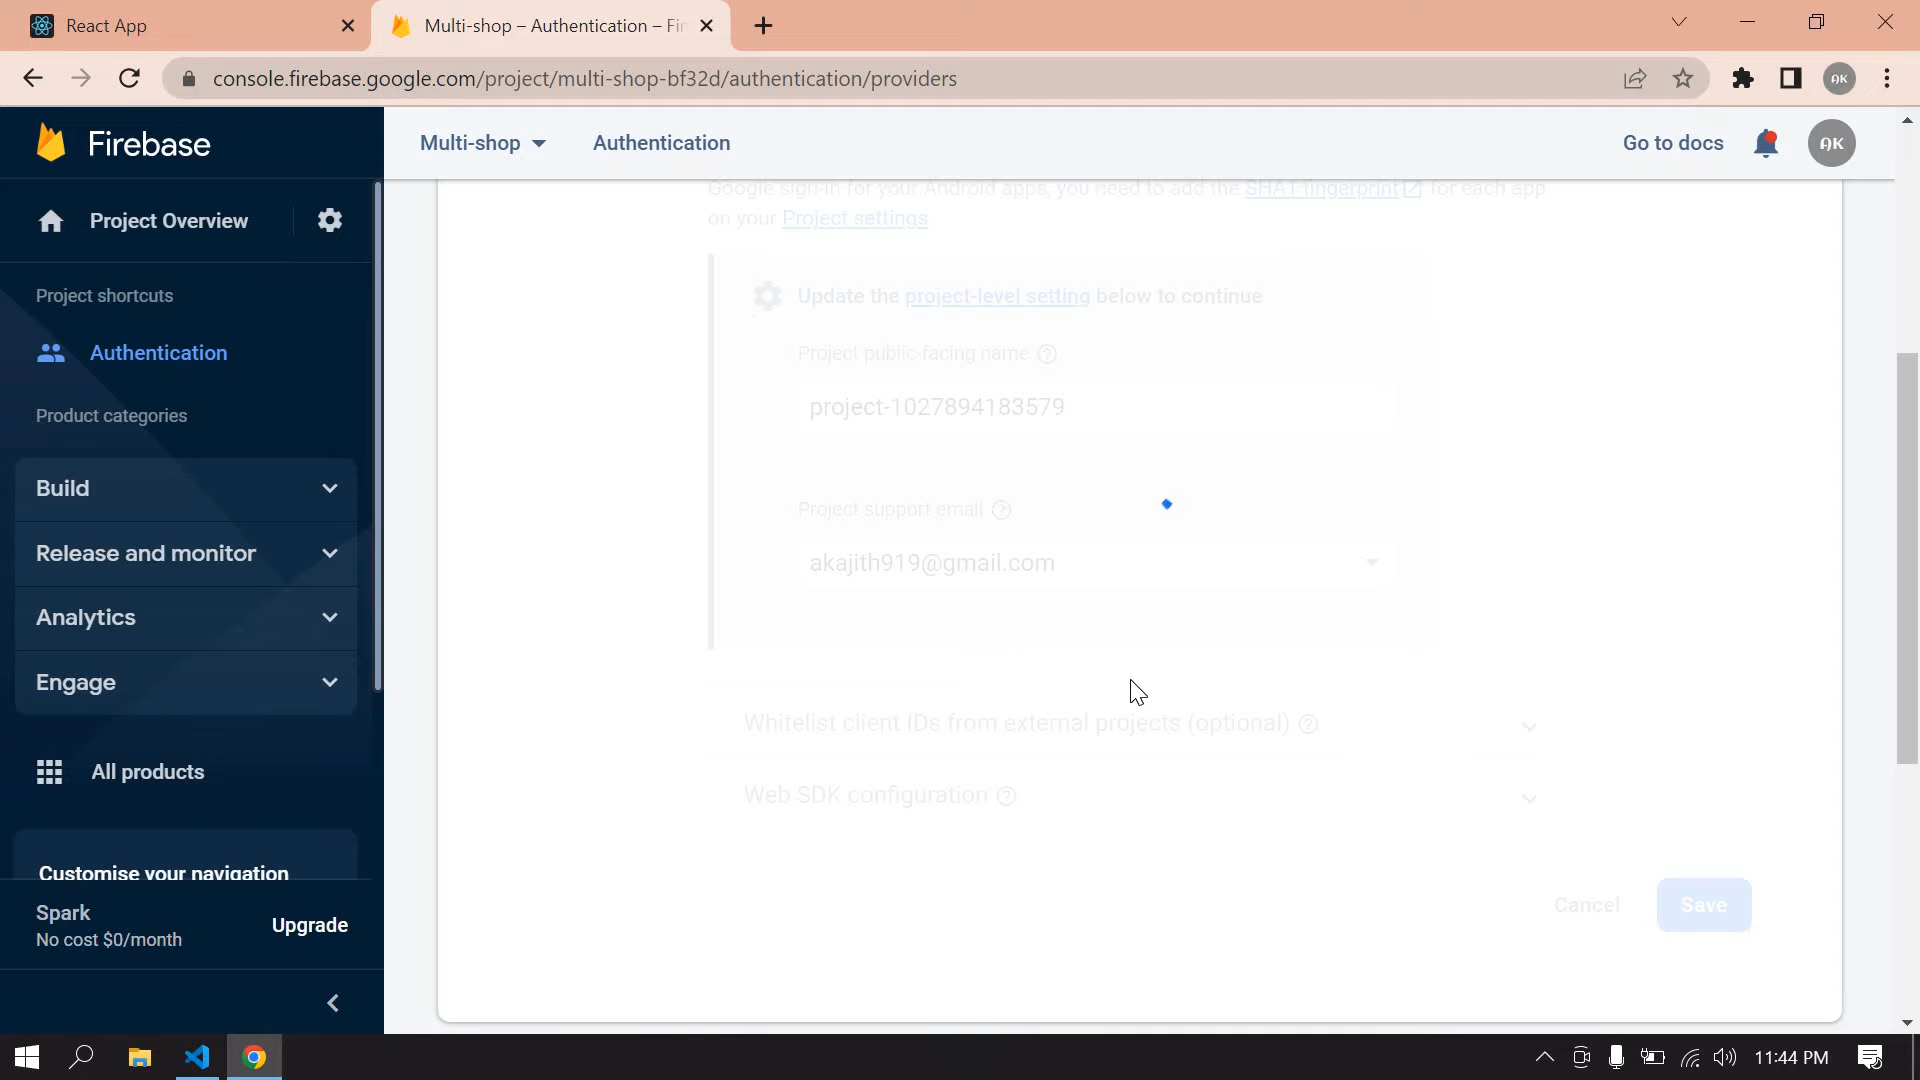 React App
Multi-shop – Authentication – Fir
console.firebase.google.com/project/multi-shop-bf32d/authentication/providers
AK
Firebase
Multi-shop
Authentication
Go to docs
AK
Google sign-in for your Android apps, you need to add the SHA1 fingerprint for each app
on your Project settings
Project Overview
Project shortcuts
Authentication
Product categories
Build
Release and monitor
Analytics
Engage
All products
Customise your navigation
Spark
No cost $0/month
Upgrade
Update the project-level setting below to continue
Project public-facing name
project-1027894183579
Project support email
akajith919@gmail.com
Whitelist client IDs from external projects (optional)
Web SDK configuration
Cancel
Save
11:44 PM